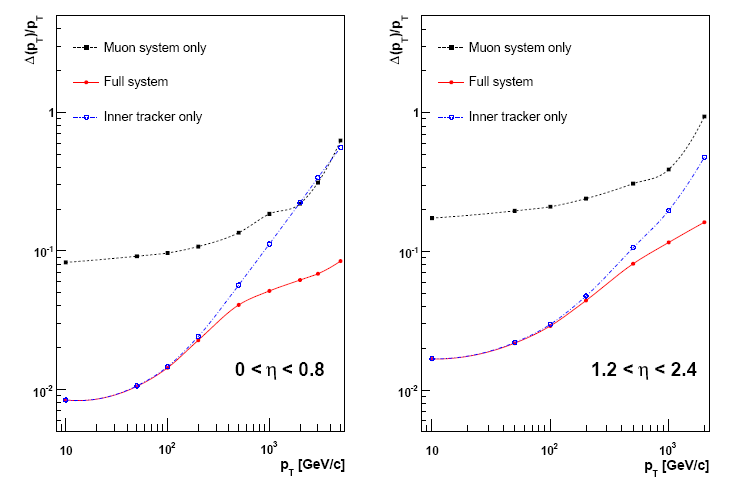 Δ(p_T)/p_T
Muon system only
Full system
Inner tracker only
1
10^-1
10^-2
0 < η < 0.8
10
10^2
10^3
p_T [GeV/c]
Δ(p_T)/p_T
Muon system only
Full system
Inner tracker only
1
10^-1
10^-2
1.2 < η < 2.4
10
10^2
10^3
p_T [GeV/c]